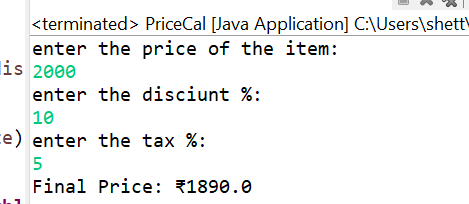 <terminated> PriceCal [Java Application] C:\Users\shett\
enter the price of the item:
lis 2000
enter the disciunt %:
10
e) enter the tax %:
5
Final Price: ₹1890.0